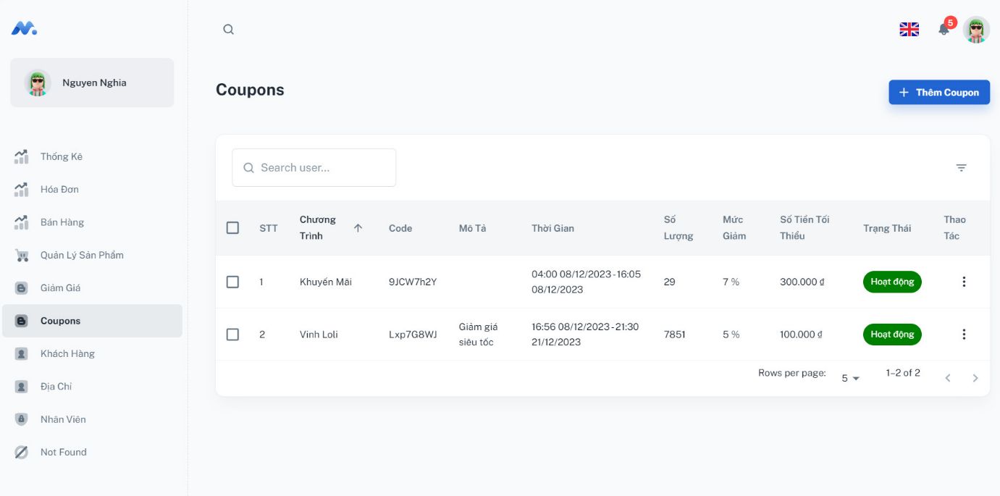 5
Nguyen Nghia
Coupons
Thêm Coupon
Thống Kê
Hóa Đơn
Bán Hàng
Quản Lý Sản Phẩm
Giảm Giá
Coupons
Khách Hàng
Địa Chỉ
Nhân Viên
Not Found
Search user...
STT
Chương
Trình
Code
Mô Tả
Thời Gian
Số
Lượng
Mức
Giảm
Số Tiền Tối
Thiểu
Trạng Thái
Thao
Tác
1
Khuyến Mãi
9JCW7h2Y
04:00 08/12/2023 - 16:05
08/12/2023
29
7 %
300.000 ₫
Hoạt động
2
Vinh Loli
Lxp7G8WJ
Giảm giá
siêu tốc
16:56 08/12/2023 - 21:30
21/12/2023
7851
5 %
100.000 ₫
Hoạt động
Rows per page:
5
1–2 of 2